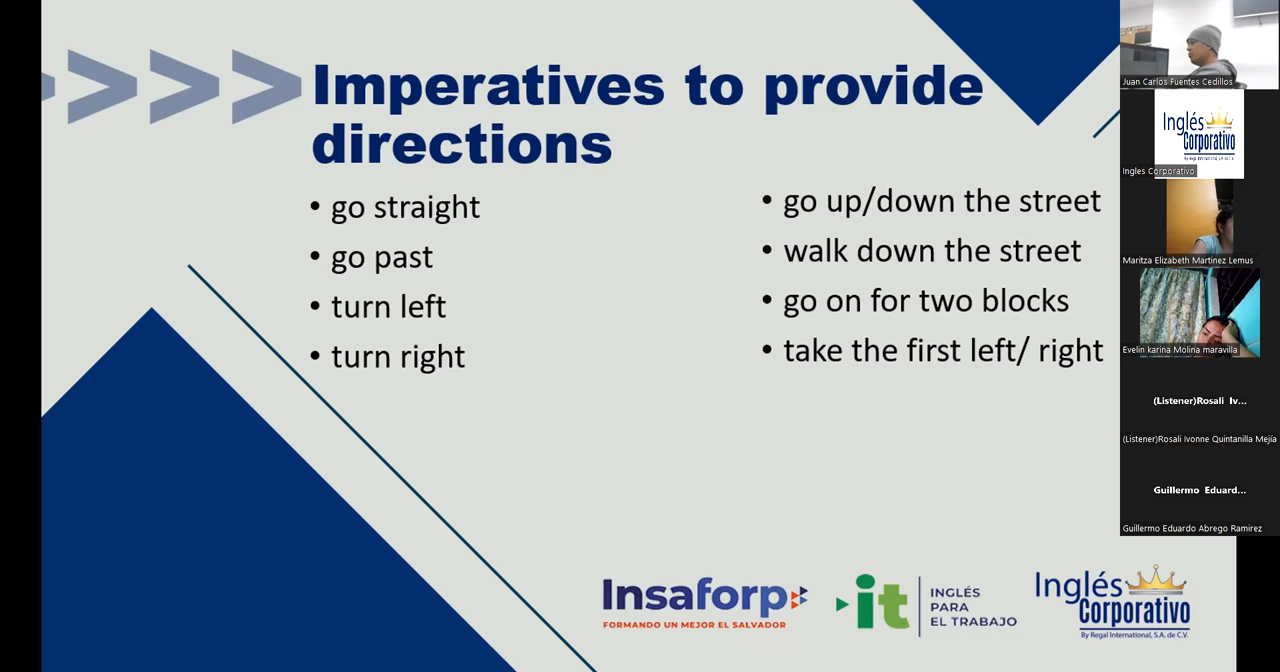 Imperatives to provide
directions
• go straight
• go past
• turn left
• turn right
• go up/down the street
• walk down the street
• go on for two blocks
• take the first left/ right
Insaforp
FORMANDO UN MEJOR EL SALVADOR
it
INGLÉS
PARA
EL TRABAJO
Inglés
Corporativo
By Regal International, S.A. de C.V.
Juan Carlos Fuentes Cedillos
Inglés
Corporativo
By Regal International, S.A. de C.V.
Ingles Corporativo
Maritza Elizabeth Martinez Lemus
Evelin karina Molina maravilla
(Listener)Rosali Iv...
(Listener)Rosali Ivonne Quintanilla Mejía
Guillermo Eduard...
Guillermo Eduardo Abrego Ramirez